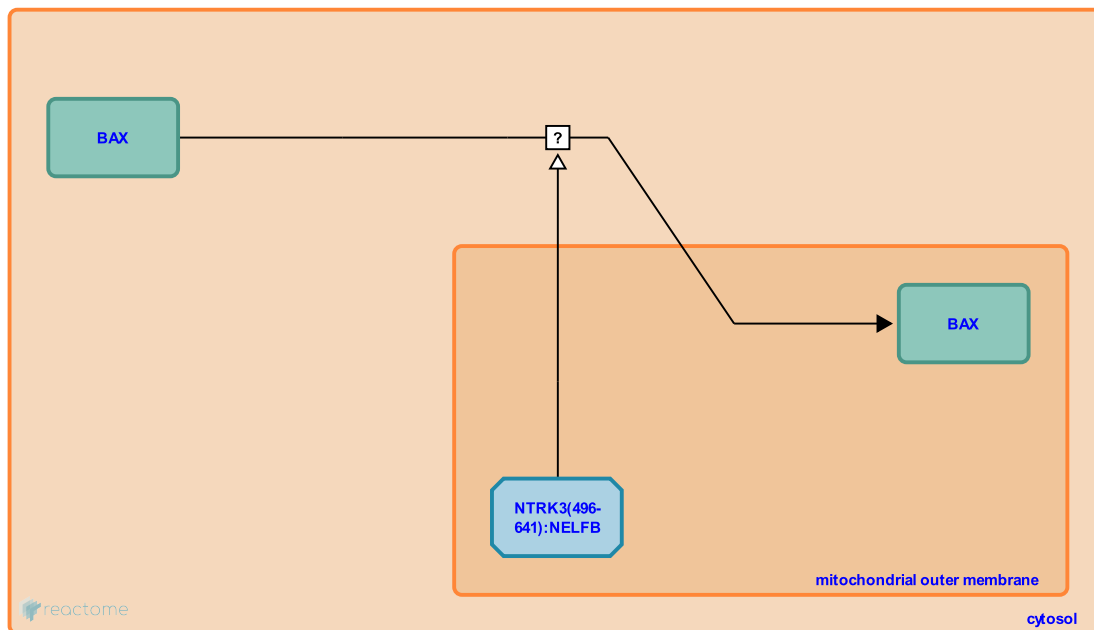 BAX
?
BAX
NTRK3(496-
641):NELFB
mitochondrial outer membrane
reactome
cytosol